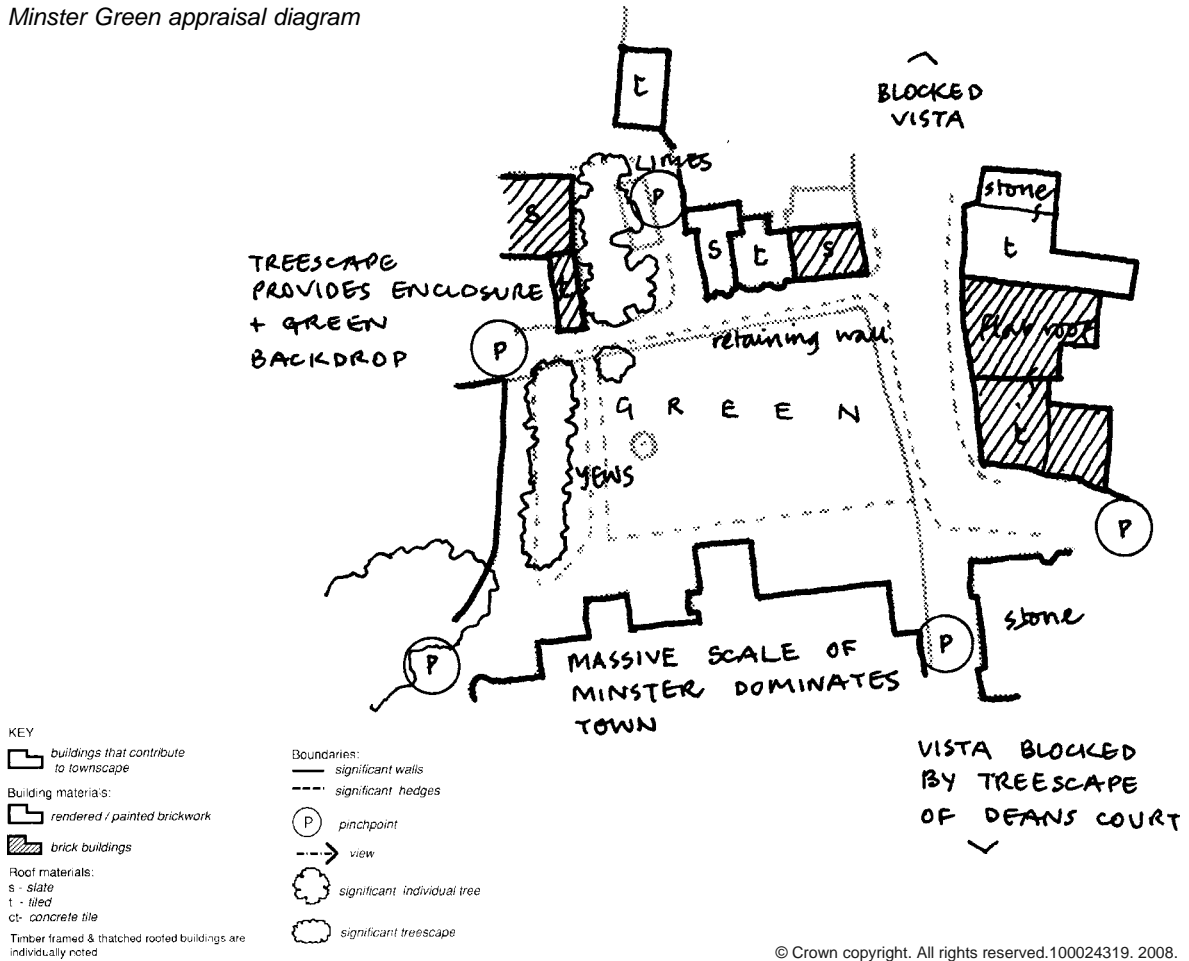 Minster Green appraisal diagram
t
BLOCKED
VISTA
LIMES
P
stone
s
s
t
s
t
TREESCAPE
PROVIDES ENCLOSURE
+ GREEN
BACKDROP
P
retaining wall
flat roof
GREEN
t
YEWS
P
stone
P
P
MASSIVE SCALE OF
MINSTER DOMINATES
TOWN
VISTA BLOCKED
BY TREESCAPE
OF DEANS COURT
KEY
buildings that contribute
to townscape
Building materials:
rendered / painted brickwork
brick buildings
Roof materials:
s - slate
t - tiled
ct- concrete tile
Timber framed & thatched roofed buildings are
individually noted
Boundaries:
significant walls
significant hedges
P pinchpoint
view
significant individual tree
significant treescape
© Crown copyright. All rights reserved.100024319. 2008.